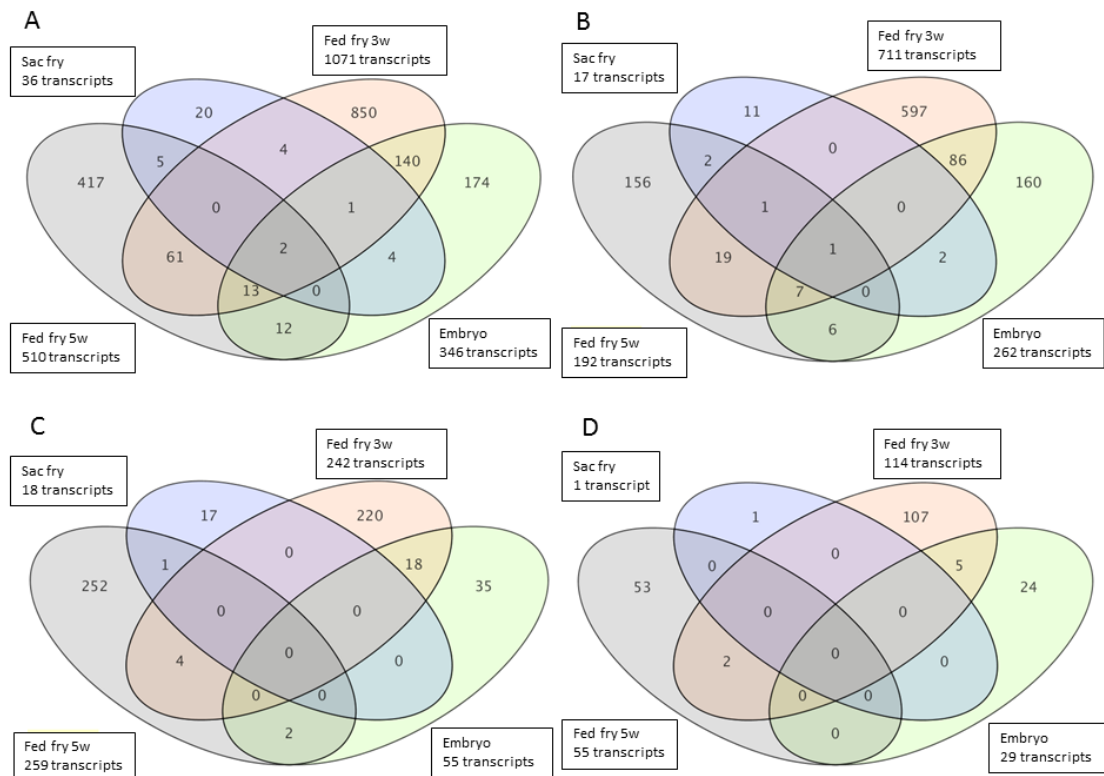 A
Sac fry
36 transcripts
Fed fry 3w
1071 transcripts
20
850
4
5
140
417
174
0
1
2
61
4
13
0
12
Fed fry 5w
510 transcripts
Embryo
346 transcripts
B
Sac fry
17 transcripts
Fed fry 3w
711 transcripts
11
597
0
2
86
156
160
1
0
1
19
2
7
0
6
Fed fry 5w
192 transcripts
Embryo
262 transcripts
C
Sac fry
18 transcripts
Fed fry 3w
242 transcripts
17
220
0
1
18
252
35
0
0
0
4
0
0
0
2
Fed fry 5w
259 transcripts
Embryo
55 transcripts
D
Sac fry
1 transcript
Fed fry 3w
114 transcripts
1
107
0
0
5
53
24
0
0
0
2
0
0
0
0
Fed fry 5w
55 transcripts
Embryo
29 transcripts